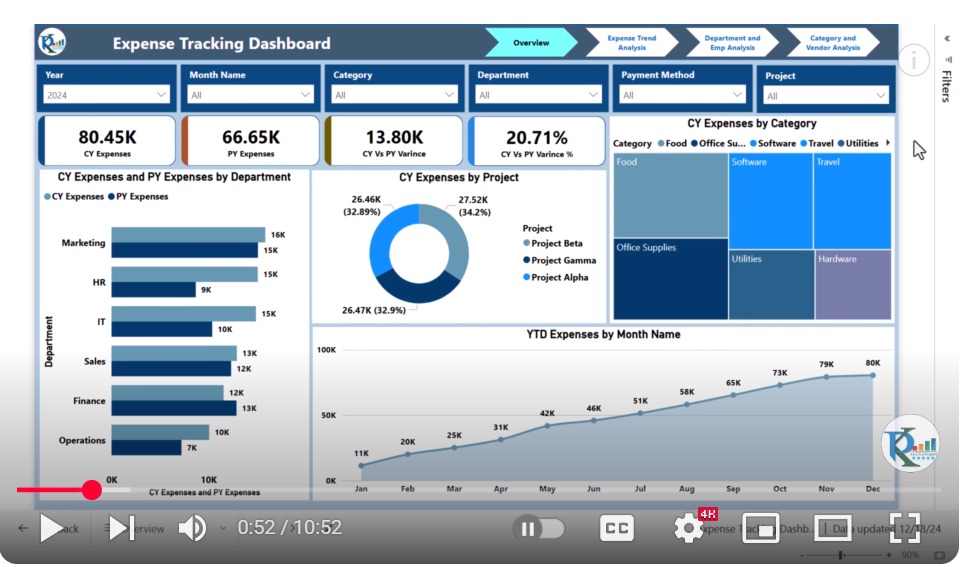 Expense Tracking Dashboard
Overview
Expense Trend
Analysis
Department and
Emp Analysis
Category and
Vendor Analysis
Filters
Year
2024
Month Name
All
Category
All
Department
All
Payment Method
All
Project
All
80.45K
CY Expenses
66.65K
PY Expenses
13.80K
CY Vs PY Varince
20.71%
CY Vs PY Varince %
CY Expenses by Category
Category Food Office Su... Software Travel Utilities
Food
Software
Travel
Office Supplies
Utilities
Hardware
CY Expenses and PY Expenses by Department
CY Expenses PY Expenses
Department
Marketing
16K
15K
HR
15K
9K
IT
15K
10K
Sales
13K
12K
Finance
12K
13K
Operations
10K
7K
0K
10K
CY Expenses and PY Expenses
CY Expenses by Project
26.46K
(32.89%)
27.52K
(34.2%)
26.47K (32.9%)
Project
Project Beta
Project Gamma
Project Alpha
YTD Expenses by Month Name
100K
50K
0K
11K
20K
25K
31K
42K
46K
51K
58K
65K
73K
79K
80K
Jan Feb Mar Apr May Jun Jul Aug Sep Oct Nov Dec
0:52 / 10:52
CC
4K
Data updated 12/18/24
90%